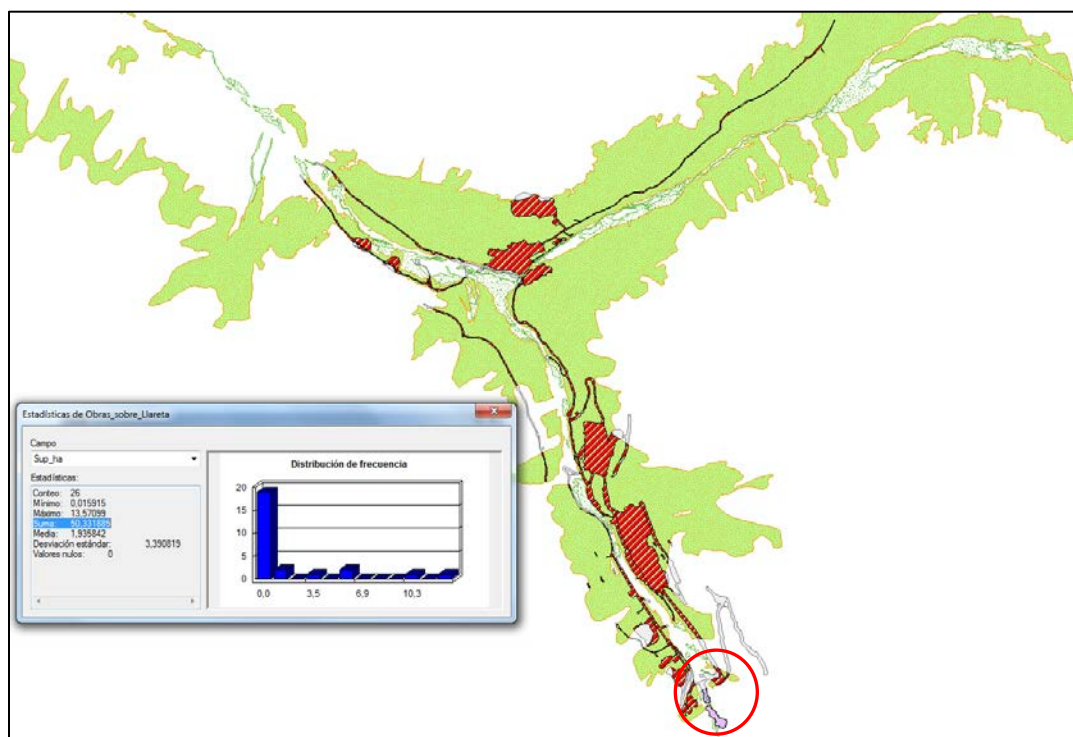 Estadísticas de Obras_sobre_Llareta
Campo
Sup_ha
Estadísticas:
Conteo: 26
Mínimo: 0,015915
Máximo: 13,57099
Suma: 50,331885
Media: 1,935842
Desviación estándar: 3,390819
Valores nulos: 0
Distribución de frecuencia
20
15
10
5
0
0,0 3,5 6,9 10,3